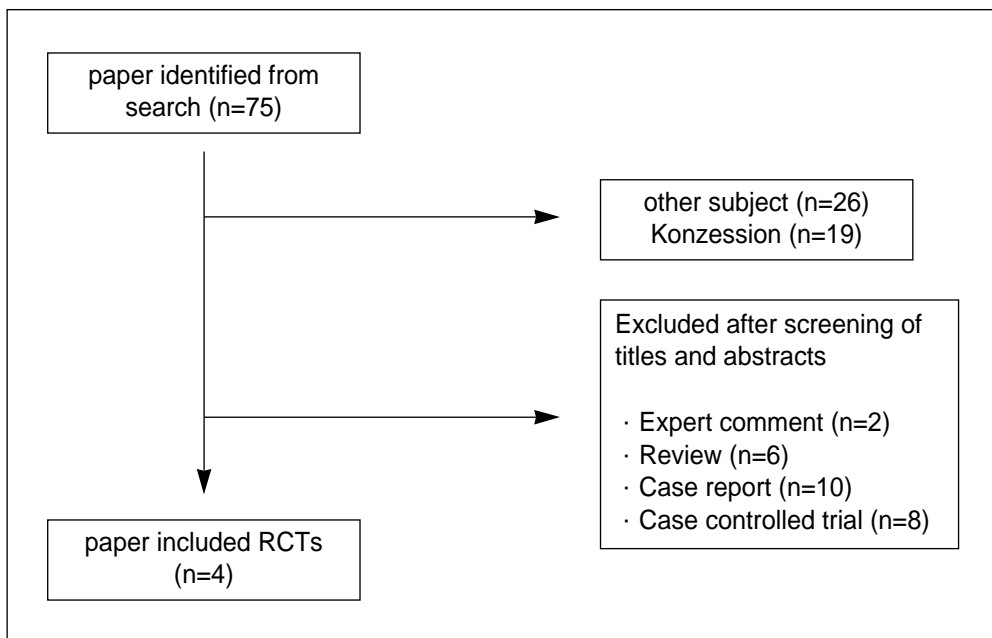 paper identified from
search (n=75)
other subject (n=26)
Konzession (n=19)
Excluded after screening of
titles and abstracts
· Expert comment (n=2)
· Review (n=6)
· Case report (n=10)
· Case controlled trial (n=8)
paper included RCTs
(n=4)